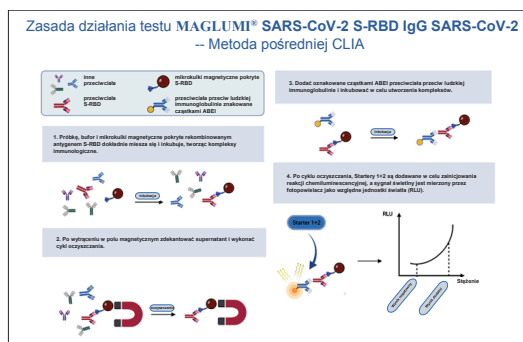 Zasada działania testu MAGLUMI® SARS-CoV-2 S-RBD IgG SARS-CoV-2
-- Metoda pośredniej CLIA
inne
przeciwciała
mikrokulki magnetyczne pokryte
S-RBD
przeciwciała
S-RBD
przeciwciała przeciw ludzkiej
immunoglobulinie znakowane
cząstkami ABEI
1. Próbkę, bufor i mikrokulki magnetyczne pokryte rekombinowanym
antygenem S-RBD dokładnie miesza się i inkubuje, tworząc kompleksy
immunologiczne.
inkubacja
2. Po wytrąceniu w polu magnetycznym zdekantować supernatant i wykonać
cykl oczyszczania.
oczyszczanie
3. Dodać oznakowane cząstkami ABEI przeciwciała przeciw ludzkiej
immunoglobulinie i inkubować w celu utworzenia kompleksów.
inkubacja
4. Po cyklu oczyszczania, Startery 1+2 są dodawane w celu zainicjowania
reakcji chemiluminescencyjnej, a sygnał świetlny jest mierzony przez
fotopowielacz jako względne jednostki światła (RLU).
Starter 1+2
RLU
Stężenie